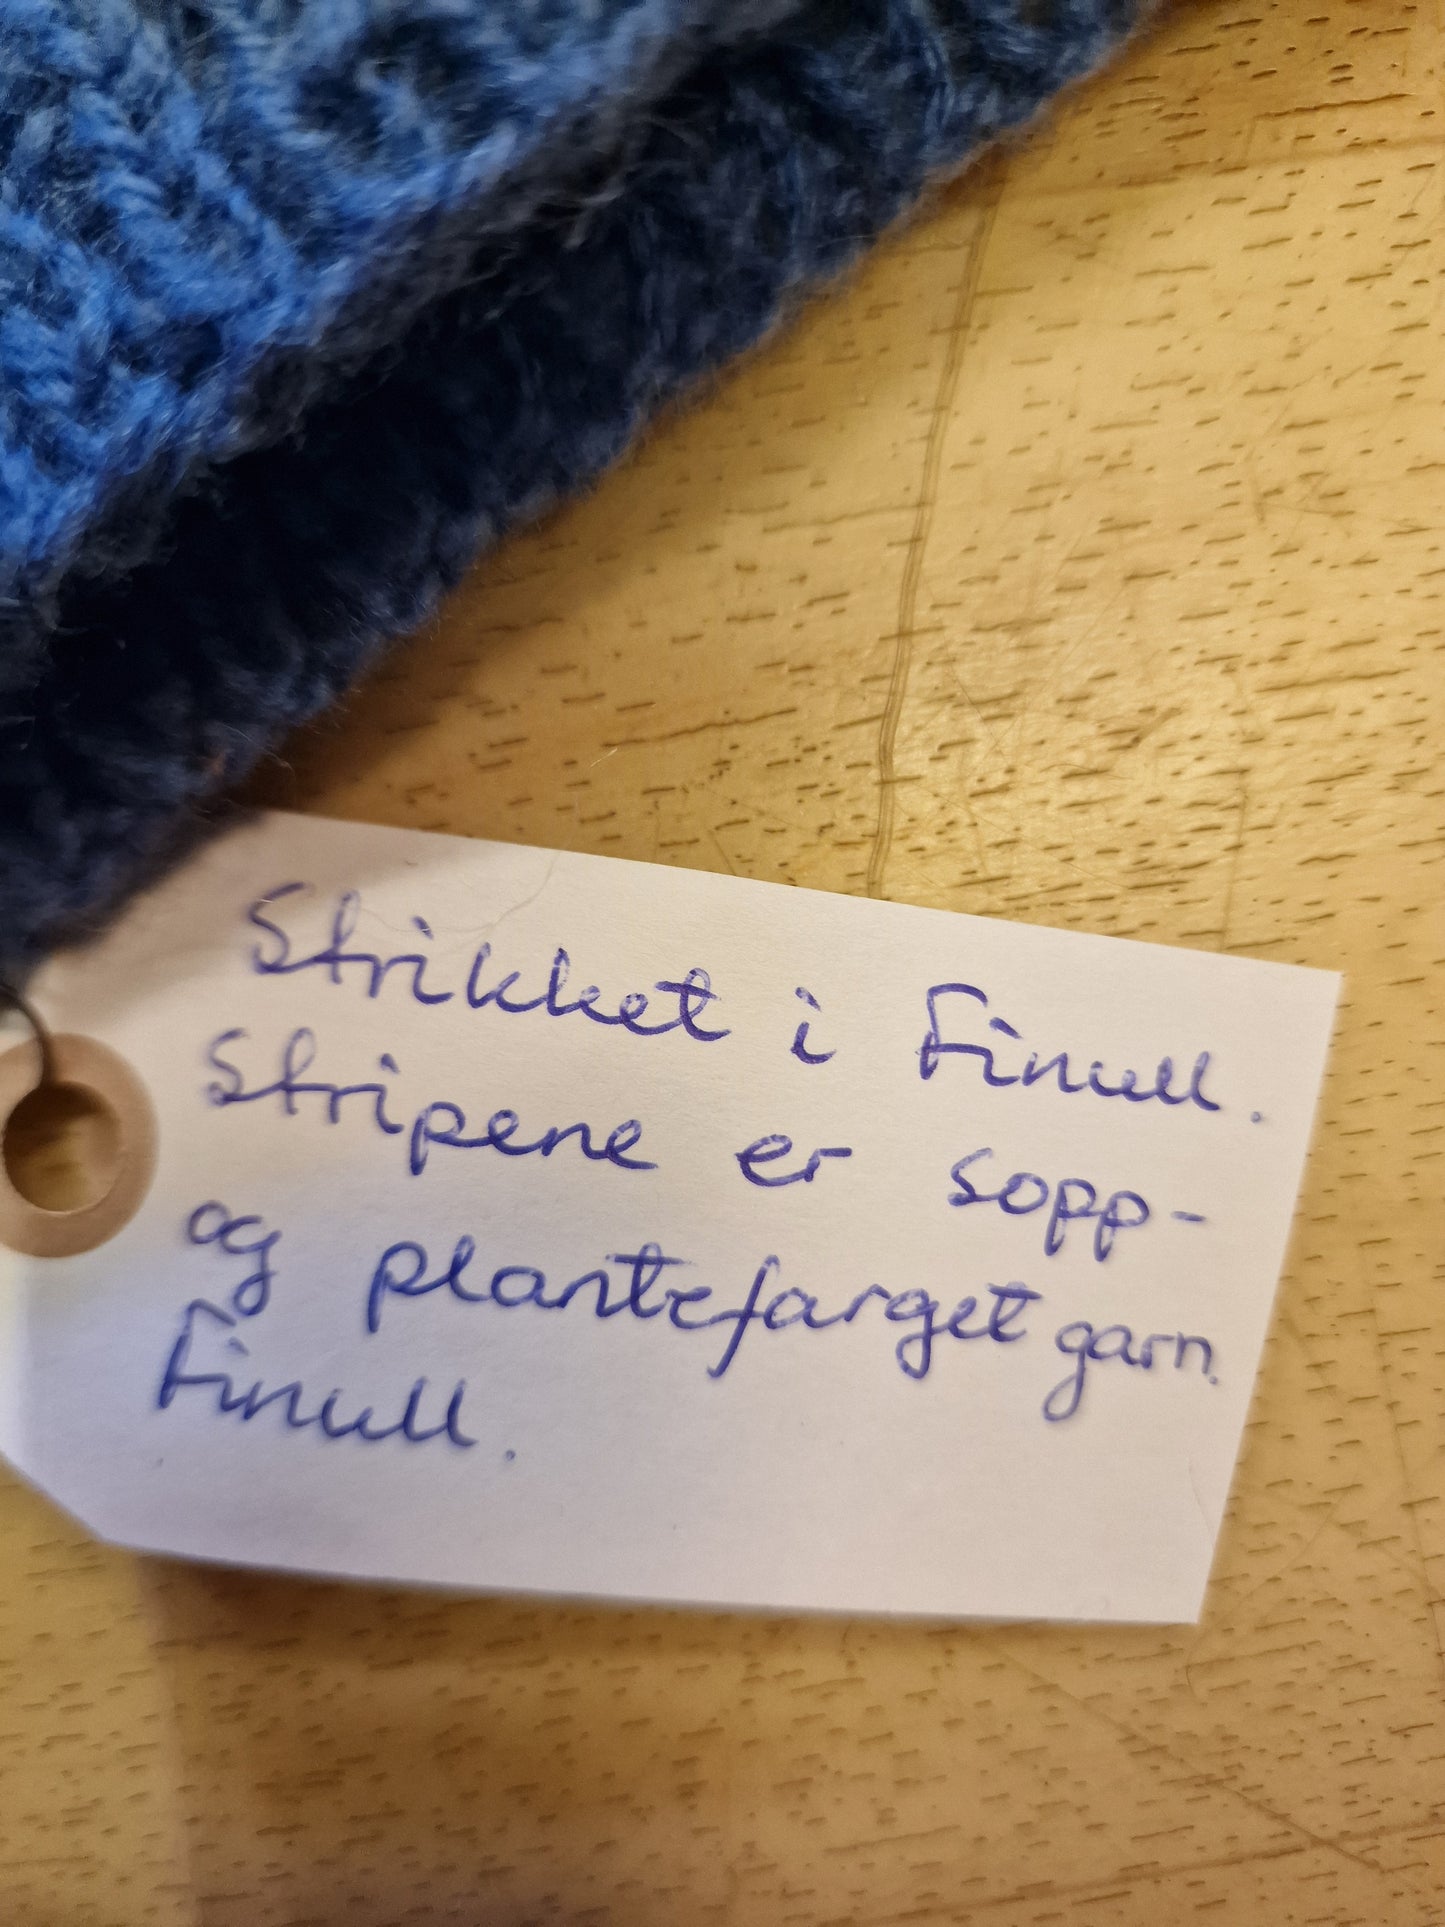 Strikket i Finull.
Stripene er sopp-
og plantefarget garn.
Finull.